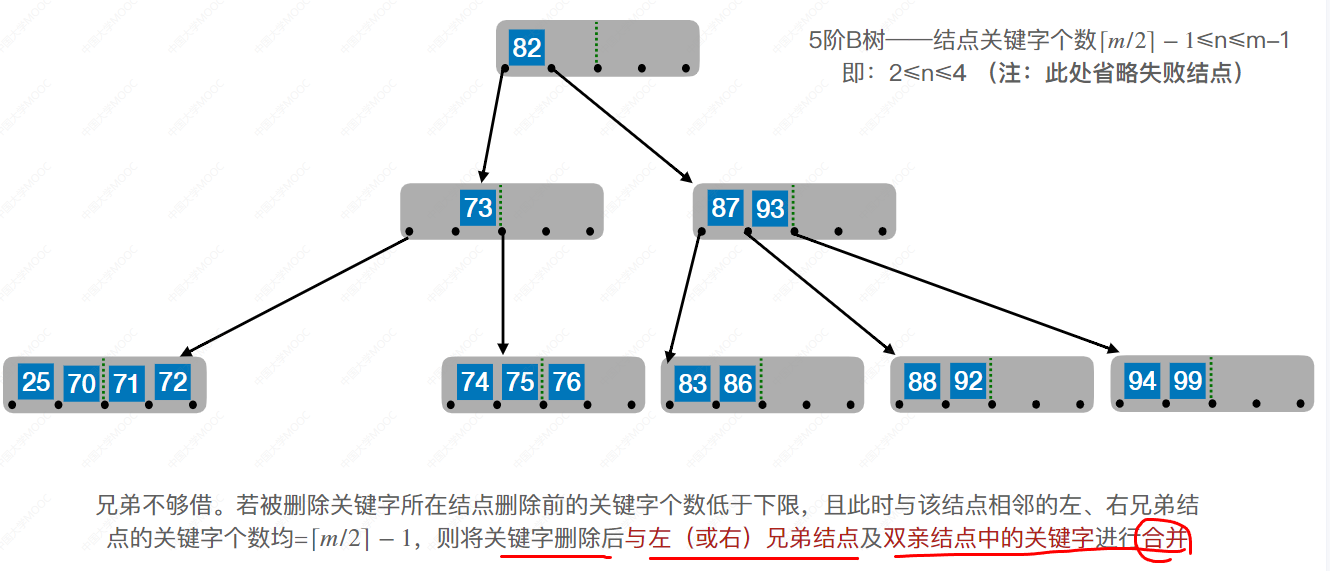 82
5阶B树——结点关键字个数⌈m/2⌉ − 1≤n≤m–1
即：2≤n≤4 （注：此处省略失败结点）
73
87 93
25 70 71 72
74 75 76
83 86
88 92
94 99
兄弟不够借。若被删除关键字所在结点删除前的关键字个数低于下限，且此时与该结点相邻的左、右兄弟结
点的关键字个数均=⌈m/2⌉ − 1，则将关键字删除后与左（或右）兄弟结点及双亲结点中的关键字进行合并